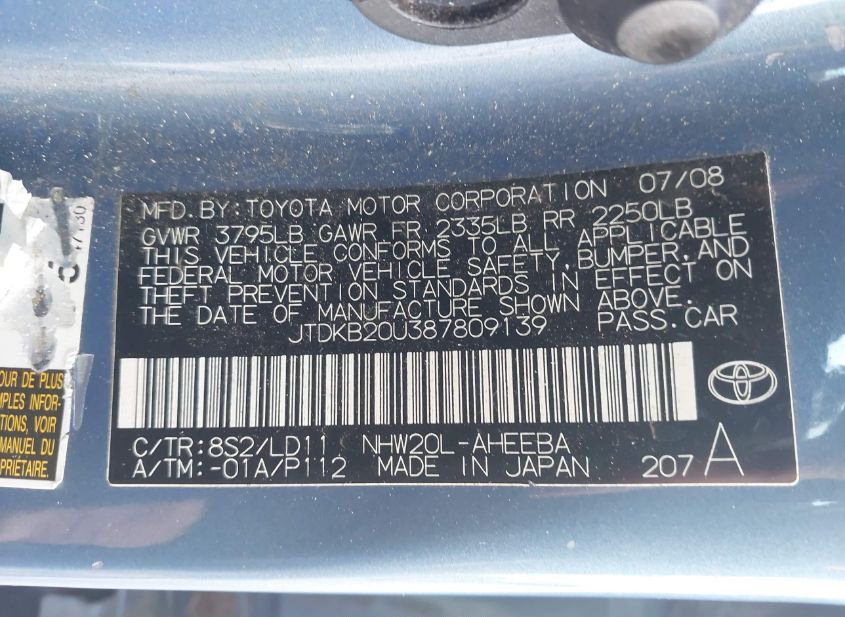 MFD. BY: TOYOTA MOTOR CORPORATION 07/08
GVWR 3795LB GAWR FR 2335LB RR 2250LB
THIS VEHICLE CONFORMS TO ALL APPLICABLE
FEDERAL MOTOR VEHICLE SAFETY, BUMPER, AND
THEFT PREVENTION STANDARDS IN EFFECT ON
THE DATE OF MANUFACTURE SHOWN ABOVE.
JTDKB20U387809139 PASS. CAR
C/TR: 8S2/LD11 NHW20L-AHEEBA
A/TM: -01A/P112 MADE IN JAPAN 207 A
OUR DE PLUS
MPLES INFOR-
TIONS, VOIR
MANUEL DU
PRIÉTAIRE.